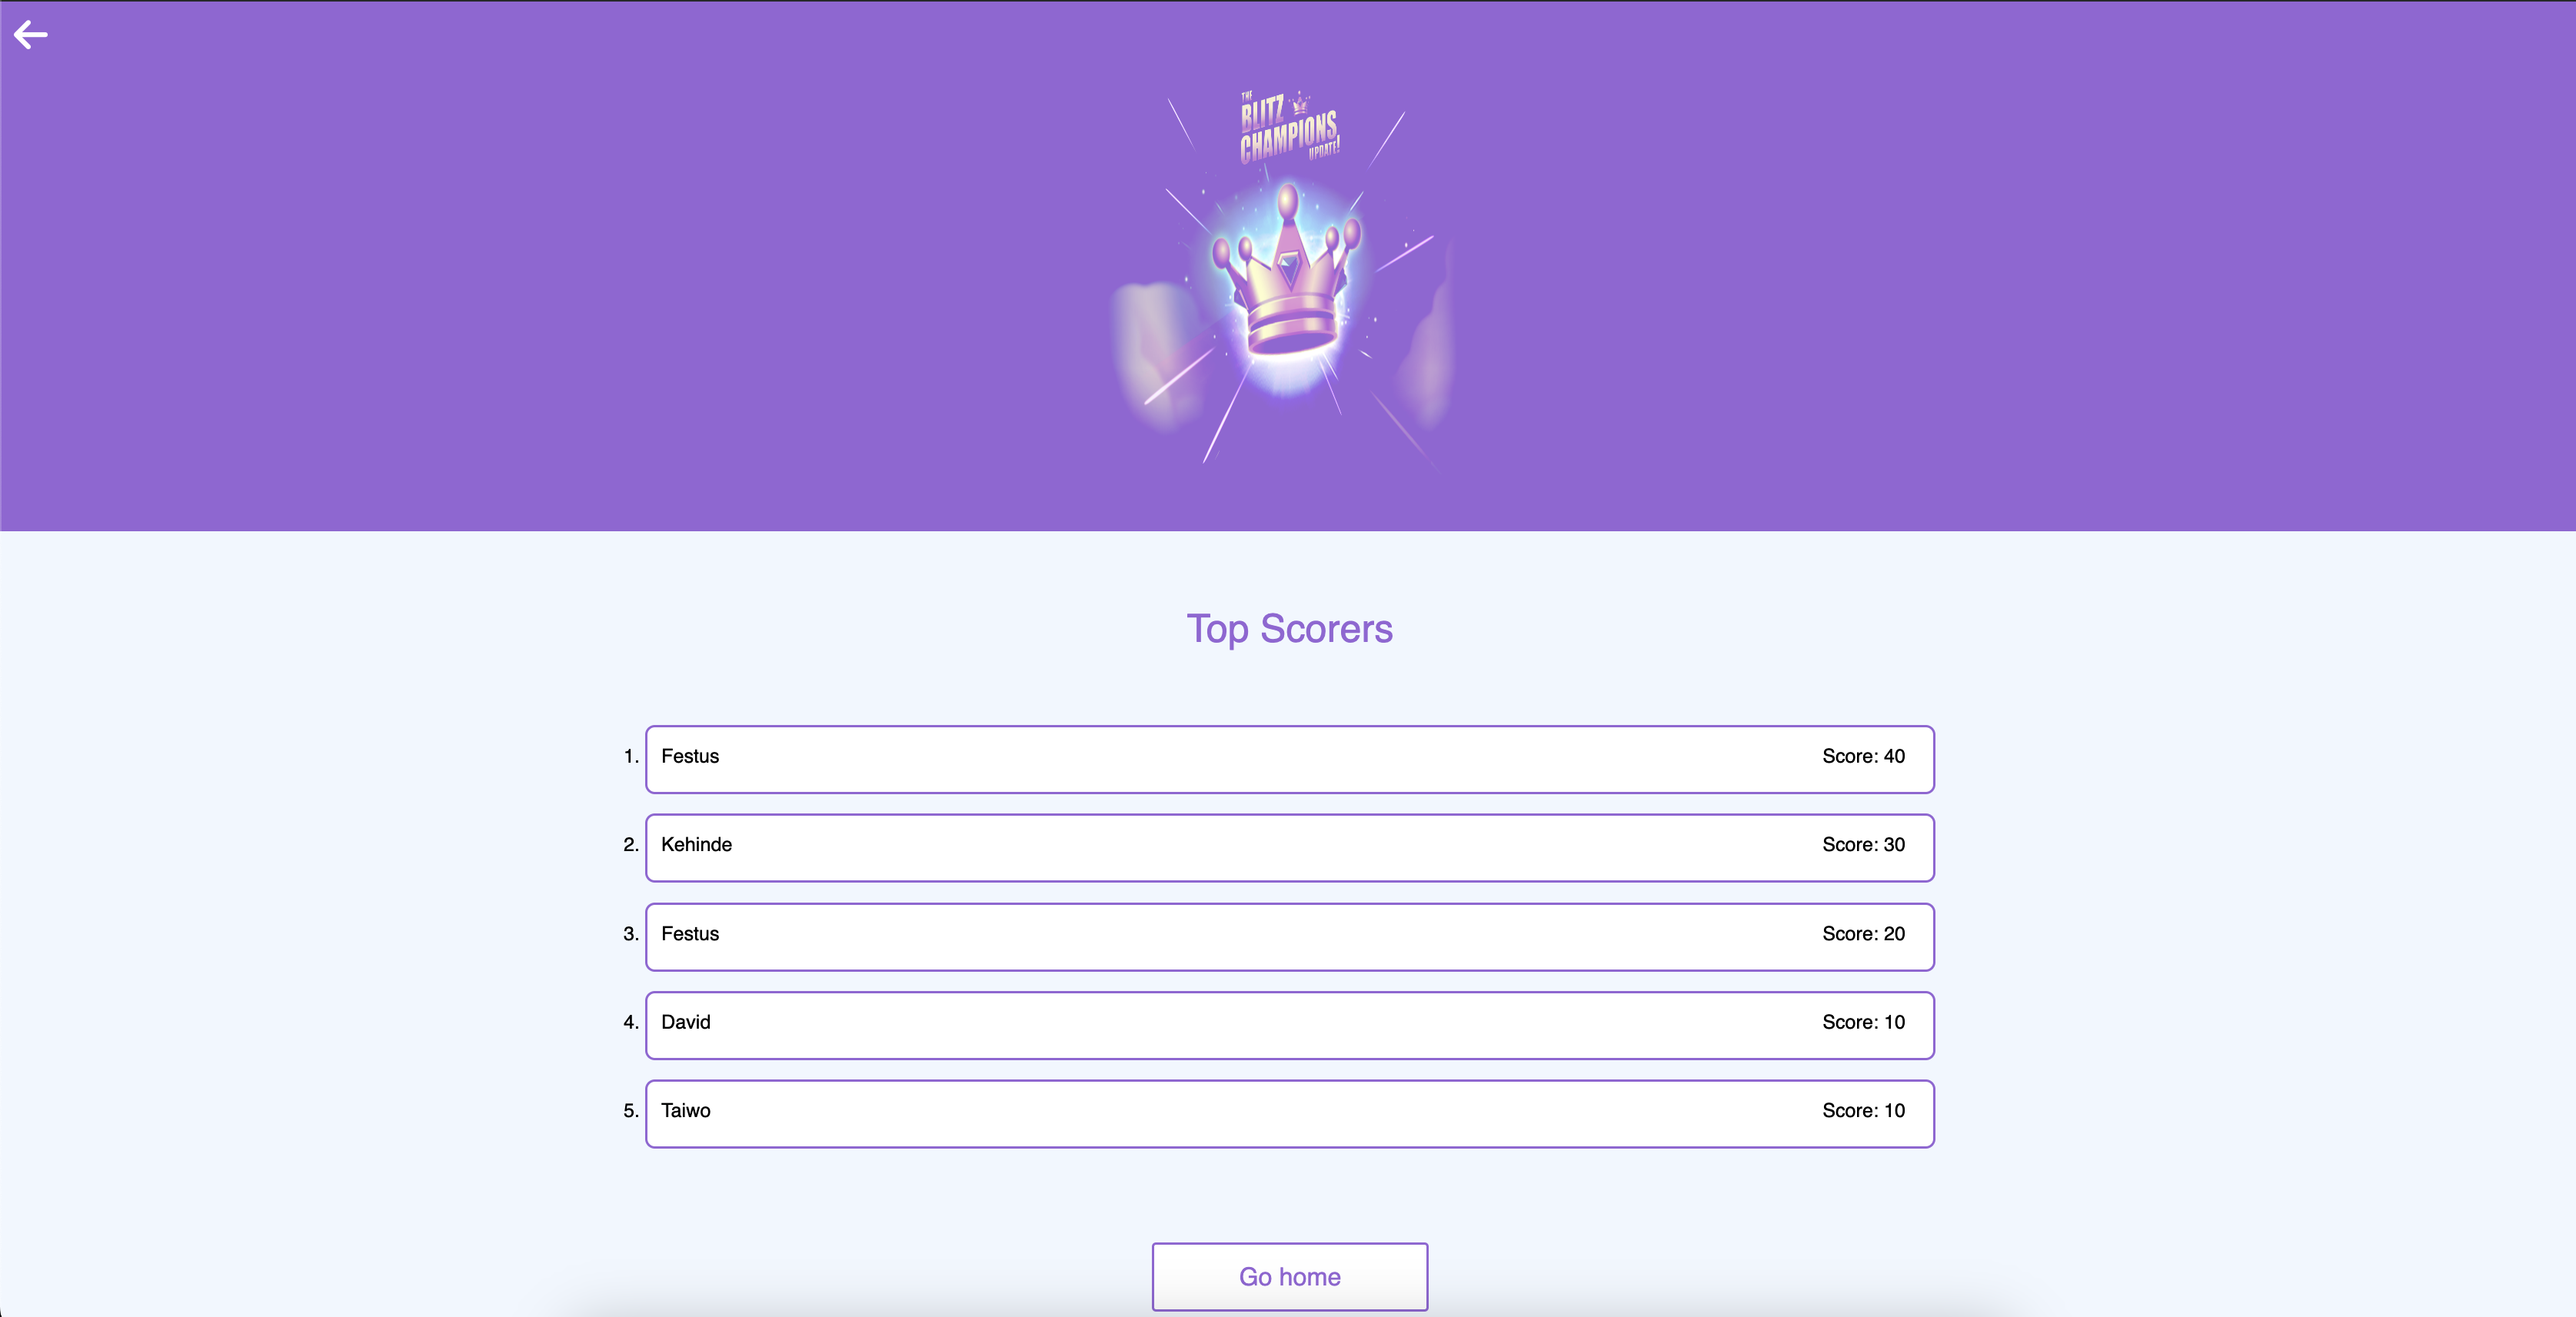 THE
BLITZ
CHAMPIONS
UPDATE!
Top Scorers
1. Festus Score: 40
2. Kehinde Score: 30
3. Festus Score: 20
4. David Score: 10
5. Taiwo Score: 10
Go home